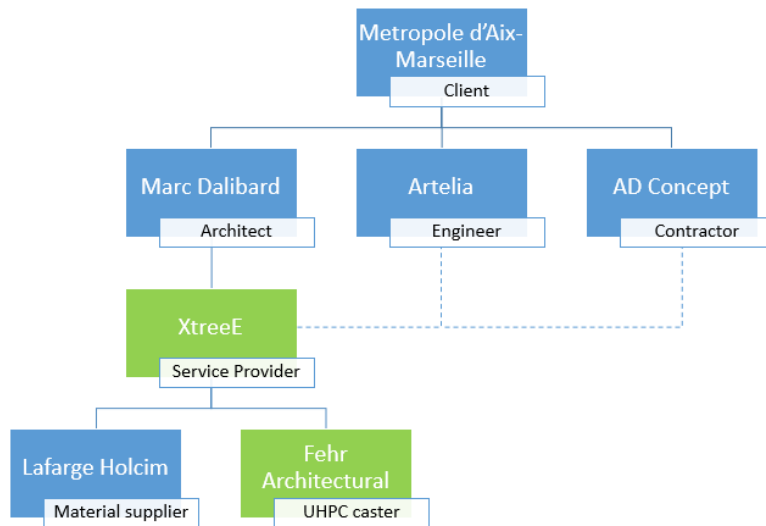 Metropole d'Aix-
Marseille
Client
Marc Dalibard
Architect
Artelia
Engineer
AD Concept
Contractor
XtreeE
Service Provider
Lafarge Holcim
Material supplier
Fehr
Architectural
UHPC caster